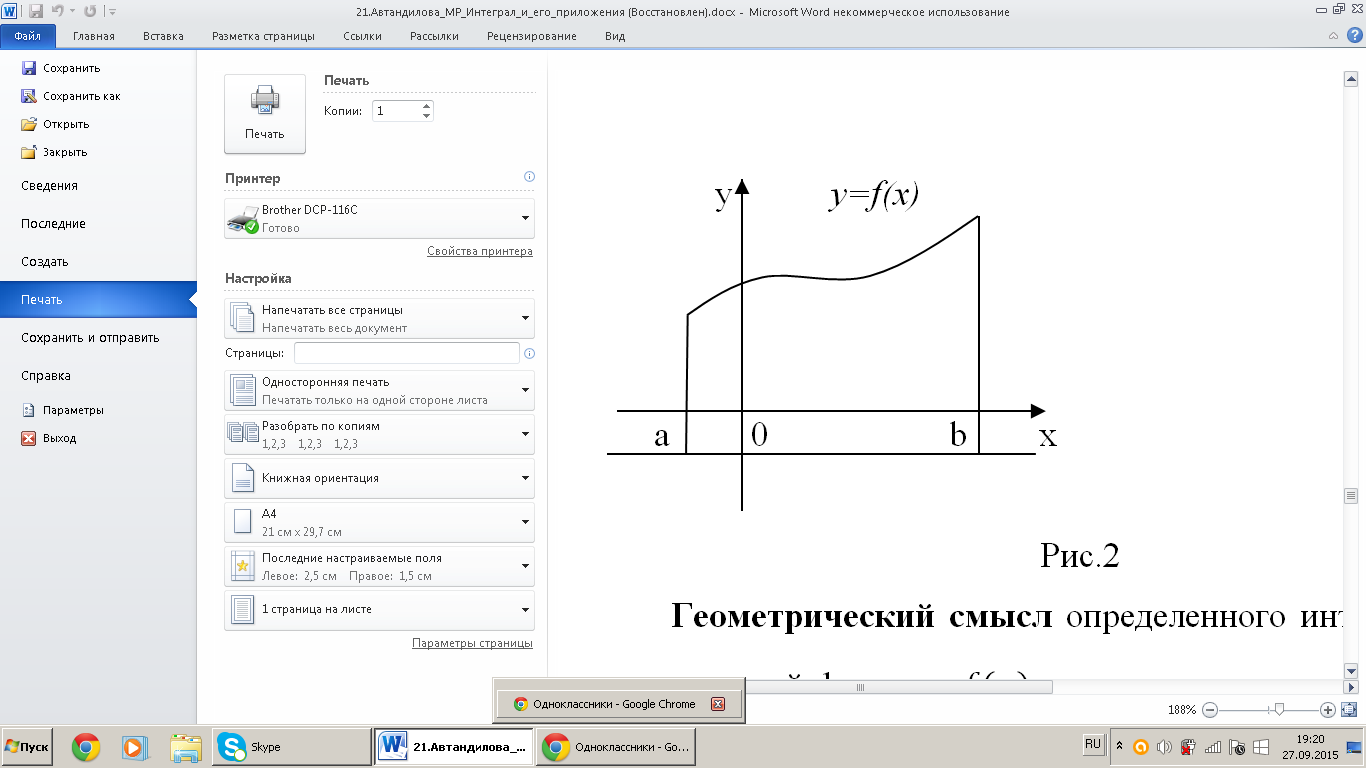 21.Автандилова_МР_Интеграл_и_его_приложения (Восстановлен).docx - Microsoft Word некоммерческое использование
Файл Главная Вставка Разметка страницы Ссылки Рассылки Рецензирование Вид
Сохранить
Сохранить как
Открыть
Закрыть
Сведения
Последние
Создать
Печать
Сохранить и отправить
Справка
Параметры
Выход
Печать
Печать
Копии: 1
Принтер
Brother DCP-116C
Готово
Свойства принтера
Настройка
Напечатать все страницы
Напечатать весь документ
Страницы:
Односторонняя печать
Печатать только на одной стороне листа
Разобрать по копиям
1,2,3 1,2,3 1,2,3
Книжная ориентация
A4
21 см x 29,7 см
Последние настраиваемые поля
Левое: 2,5 см Правое: 1,5 см
1 страница на листе
Параметры страницы
y
y=f(x)
a 0 b x
Рис.2
Геометрический смысл определенного инт
188%
Одноклассники - Google Chrome
Пуск
Skype
21.Автандилова_...
Одноклассники - Go...
RU
19:20
27.09.2015